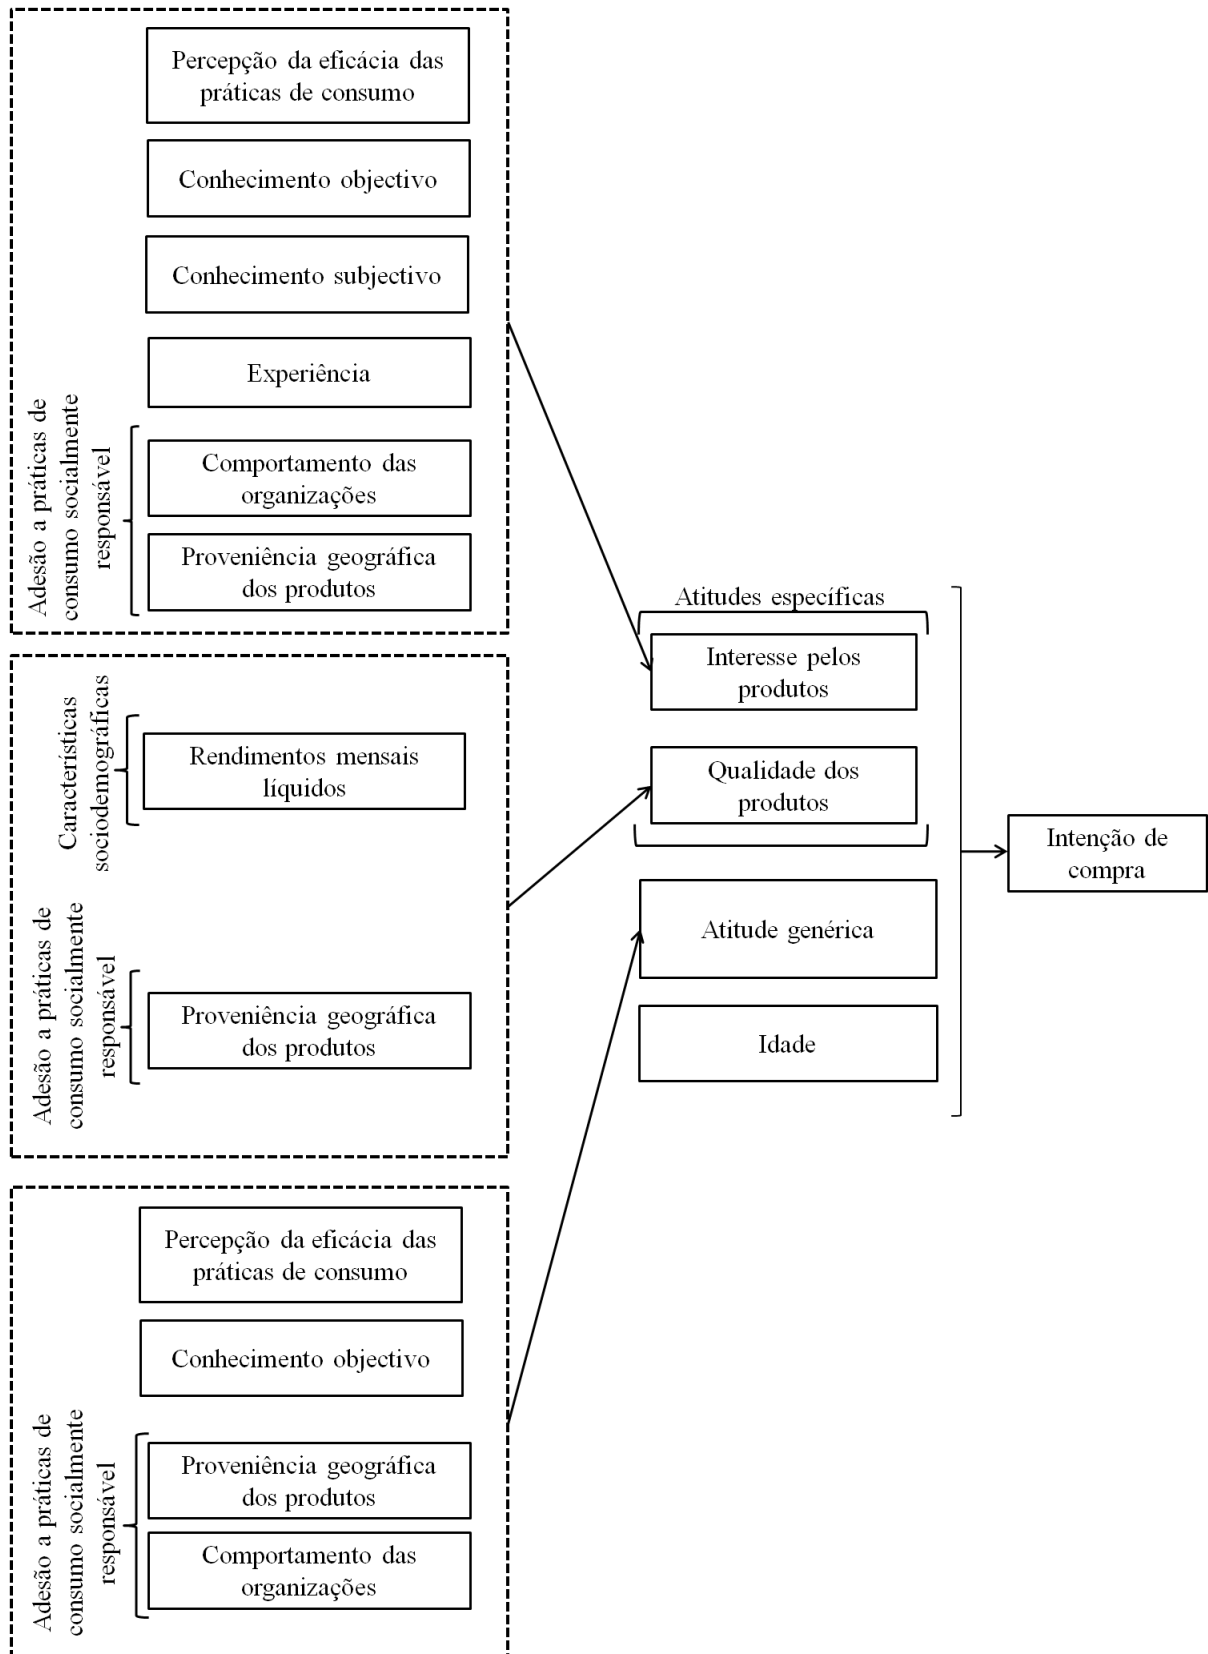 Percepção da eficácia das
práticas de consumo
Conhecimento objectivo
Conhecimento subjectivo
Experiência
Adesão a práticas de
consumo socialmente
responsável
Comportamento das
organizações
Proveniência geográfica
dos produtos
Características
sociodemográficas
Rendimentos mensais
líquidos
Adesão a práticas de
consumo socialmente
responsável
Proveniência geográfica
dos produtos
Percepção da eficácia das
práticas de consumo
Conhecimento objectivo
Adesão a práticas de
consumo socialmente
responsável
Proveniência geográfica
dos produtos
Comportamento das
organizações
Atitudes específicas
Interesse pelos
produtos
Qualidade dos
produtos
Atitude genérica
Idade
Intenção de
compra